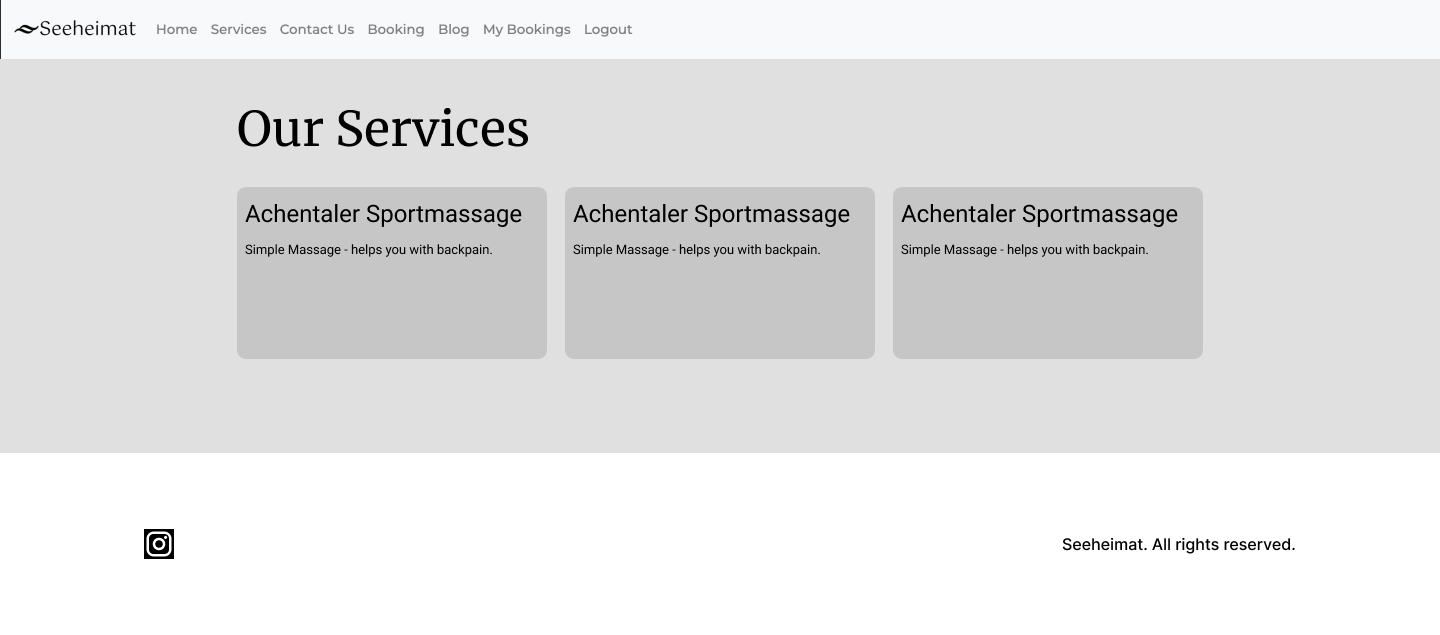 Seeheimat Home Services Contact Us Booking Blog My Bookings Logout
Our Services
Achentaler Sportmassage
Simple Massage - helps you with backpain.
Achentaler Sportmassage
Simple Massage - helps you with backpain.
Achentaler Sportmassage
Simple Massage - helps you with backpain.
Seeheimat. All rights reserved.